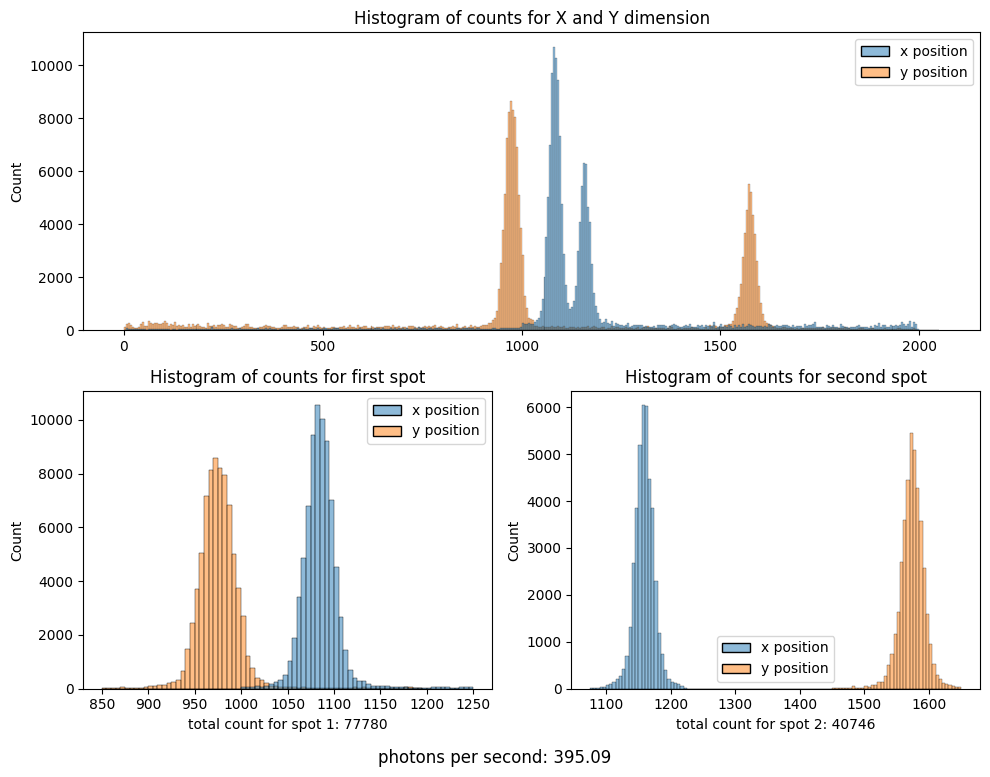 Histogram of counts for X and Y dimension
x position
y position
Count
10000
8000
6000
4000
2000
0
0 500 1000 1500 2000
Histogram of counts for first spot
x position
y position
Count
10000
8000
6000
4000
2000
0
850 900 950 1000 1050 1100 1150 1200 1250
total count for spot 1: 77780
Histogram of counts for second spot
Count
6000
5000
4000
3000
2000
1000
0
x position
y position
1100 1200 1300 1400 1500 1600
total count for spot 2: 40746
photons per second: 395.09